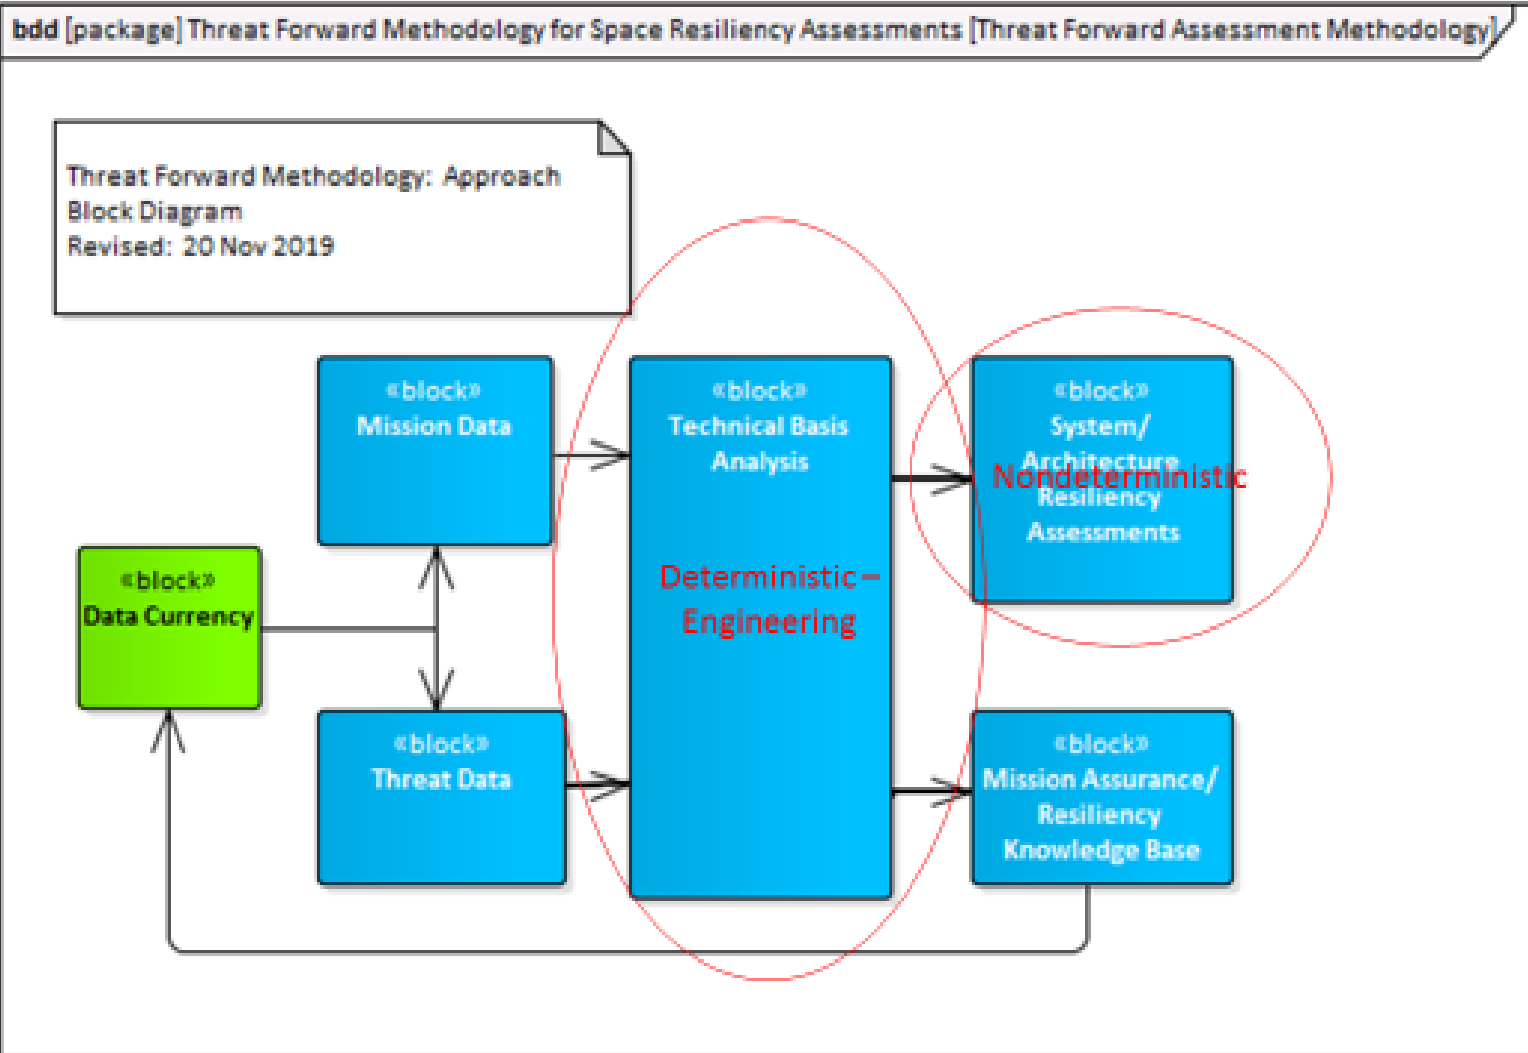 bdd [package] Threat Forward Methodology for Space Resiliency Assessments [Threat Forward Assessment Methodology]
Threat Forward Methodology: Approach
Block Diagram
Revised: 20 Nov 2019
«block»
Mission Data
«block»
Technical Basis
Analysis
Deterministic –
Engineering
«block»
System/
Architecture
Resiliency
Assessments
Nondeterministic
«block»
Data Currency
«block»
Threat Data
«block»
Mission Assurance/
Resiliency
Knowledge Base